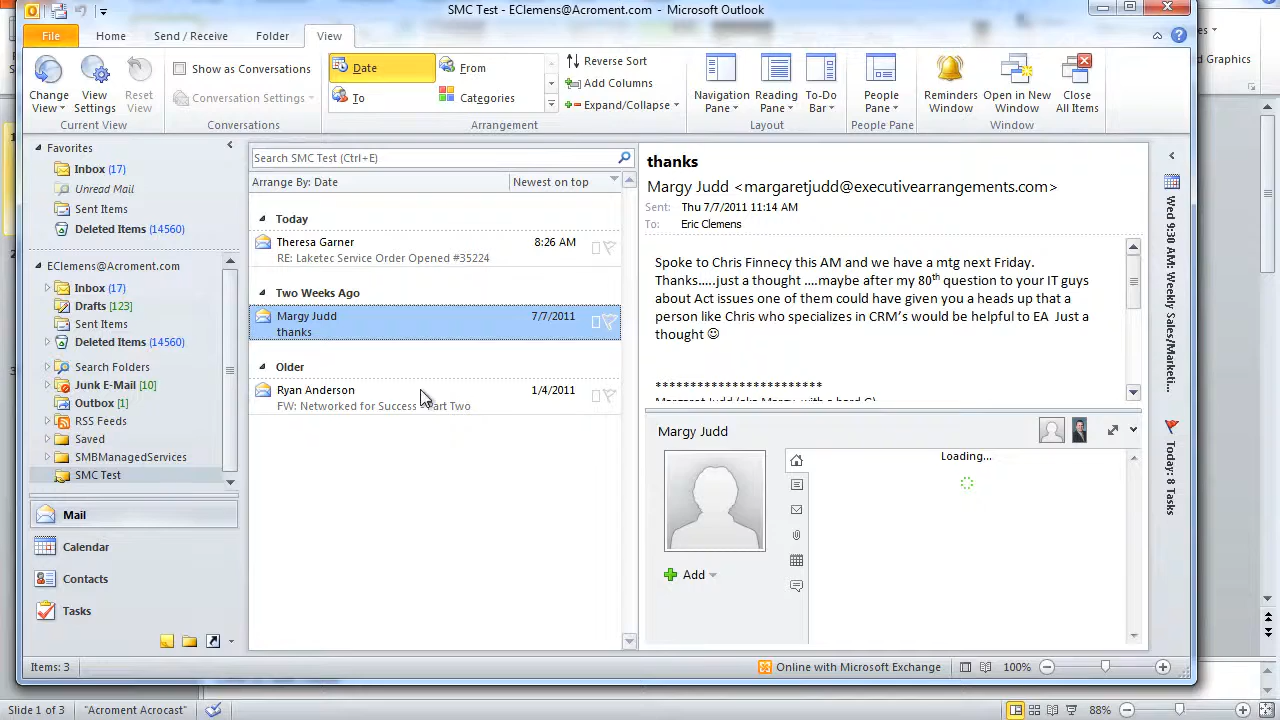 SMC Test - EClemens@Acroment.com - Microsoft Outlook
File Home Send / Receive Folder View
Change View
View Settings
Reset View
Current View
Show as Conversations
Conversation Settings
Conversations
Date
From
To
Categories
Reverse Sort
Add Columns
Expand/Collapse
Arrangement
Navigation Pane
Reading Pane
To-Do Bar
Layout
People Pane
People Pane
Reminders Window
Open in New Window
Close All Items
Window
Graphics
Favorites
Inbox (17)
Unread Mail
Sent Items
Deleted Items (14560)
EClemens@Acroment.com
Inbox (17)
Drafts [123]
Sent Items
Deleted Items (14560)
Search Folders
Junk E-Mail [10]
Outbox [1]
RSS Feeds
Saved
SMBManagedServices
SMC Test
Mail
Calendar
Contacts
Tasks
Search SMC Test (Ctrl+E)
Arrange By: Date Newest on top
Today
Theresa Garner 8:26 AM
RE: Laketec Service Order Opened #35224
Two Weeks Ago
Margy Judd 7/7/2011
thanks
Older
Ryan Anderson 1/4/2011
FW: Networked for Success - Part Two
thanks
Margy Judd <margaretjudd@executivearrangements.com>
Sent: Thu 7/7/2011 11:14 AM
To: Eric Clemens
Spoke to Chris Finnecy this AM and we have a mtg next Friday.
Thanks…..just a thought ….maybe after my 80th question to your IT guys
about Act issues one of them could have given you a heads up that a
person like Chris who specializes in CRM's would be helpful to EA  Just a
thought ☺
************************
Margaret Judd (aka Margy, with a hard G)
Margy Judd
Loading...
Add
Wed 9:30 AM: Weekly Sales/Marketi...
Today: 8 Tasks
Items: 3 Online with Microsoft Exchange 100%
Slide 1 of 3 "Acroment Acrocast" 88%